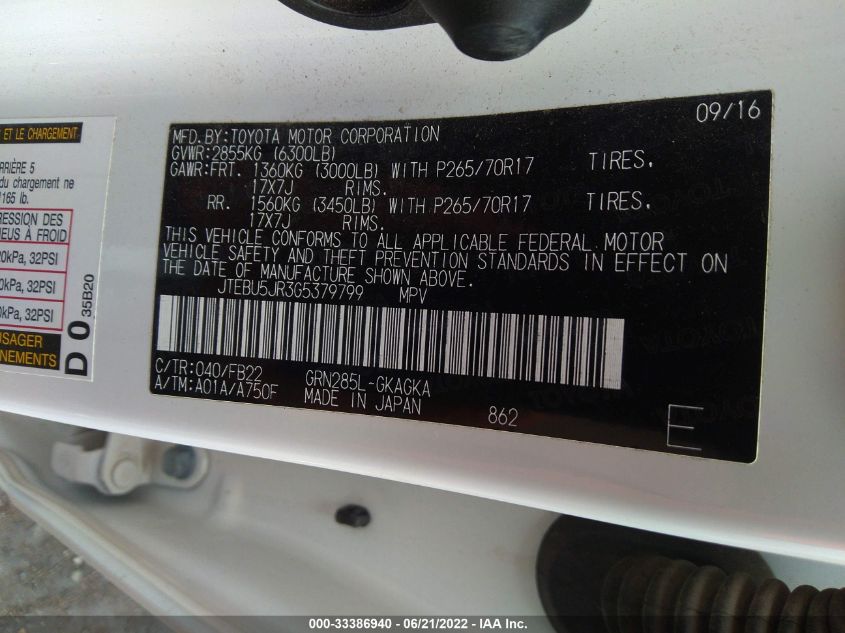 09/16
MFD.BY:TOYOTA MOTOR CORPORATION
GVWR:2855KG (6300LB)
GAWR:FRT. 1360KG (3000LB) WITH P265/70R17 TIRES.
17X7J RIMS.
RR. 1560KG (3450LB) WITH P265/70R17 TIRES.
17X7J RIMS.
THIS VEHICLE CONFORMS TO ALL APPLICABLE FEDERAL MOTOR
VEHICLE SAFETY AND THEFT PREVENTION STANDARDS IN EFFECT ON
THE DATE OF MANUFACTURE SHOWN ABOVE.
JTEBU5JR3G5379799 MPV
C/TR:040/FB22 GRN285L-GKAGKA
A/TM:A01A/A750F MADE IN JAPAN 862
E
ET LE CHARGEMENT
RRIÈRE 5
du chargement ne
165 lb.
RESSION DES
NEUS À FROID
20kPa, 32PSI
0kPa, 32PSI
0kPa, 32PSI
USAGER
NEMENTS
D 0 35B20
000-33386940 - 06/21/2022 - IAA Inc.